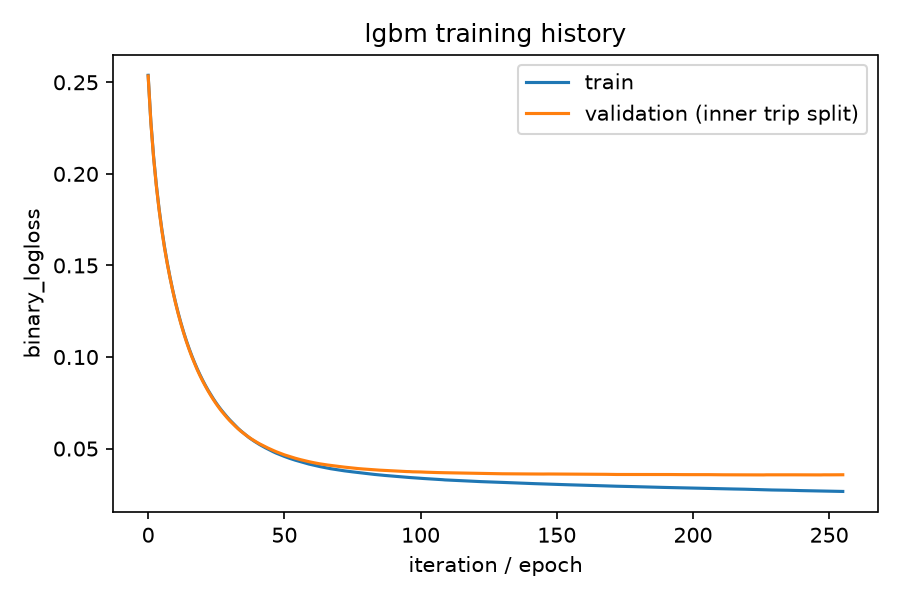 lgbm training history
train
validation (inner trip split)
binary_logloss
0.25
0.20
0.15
0.10
0.05
0 50 100 150 200 250
iteration / epoch